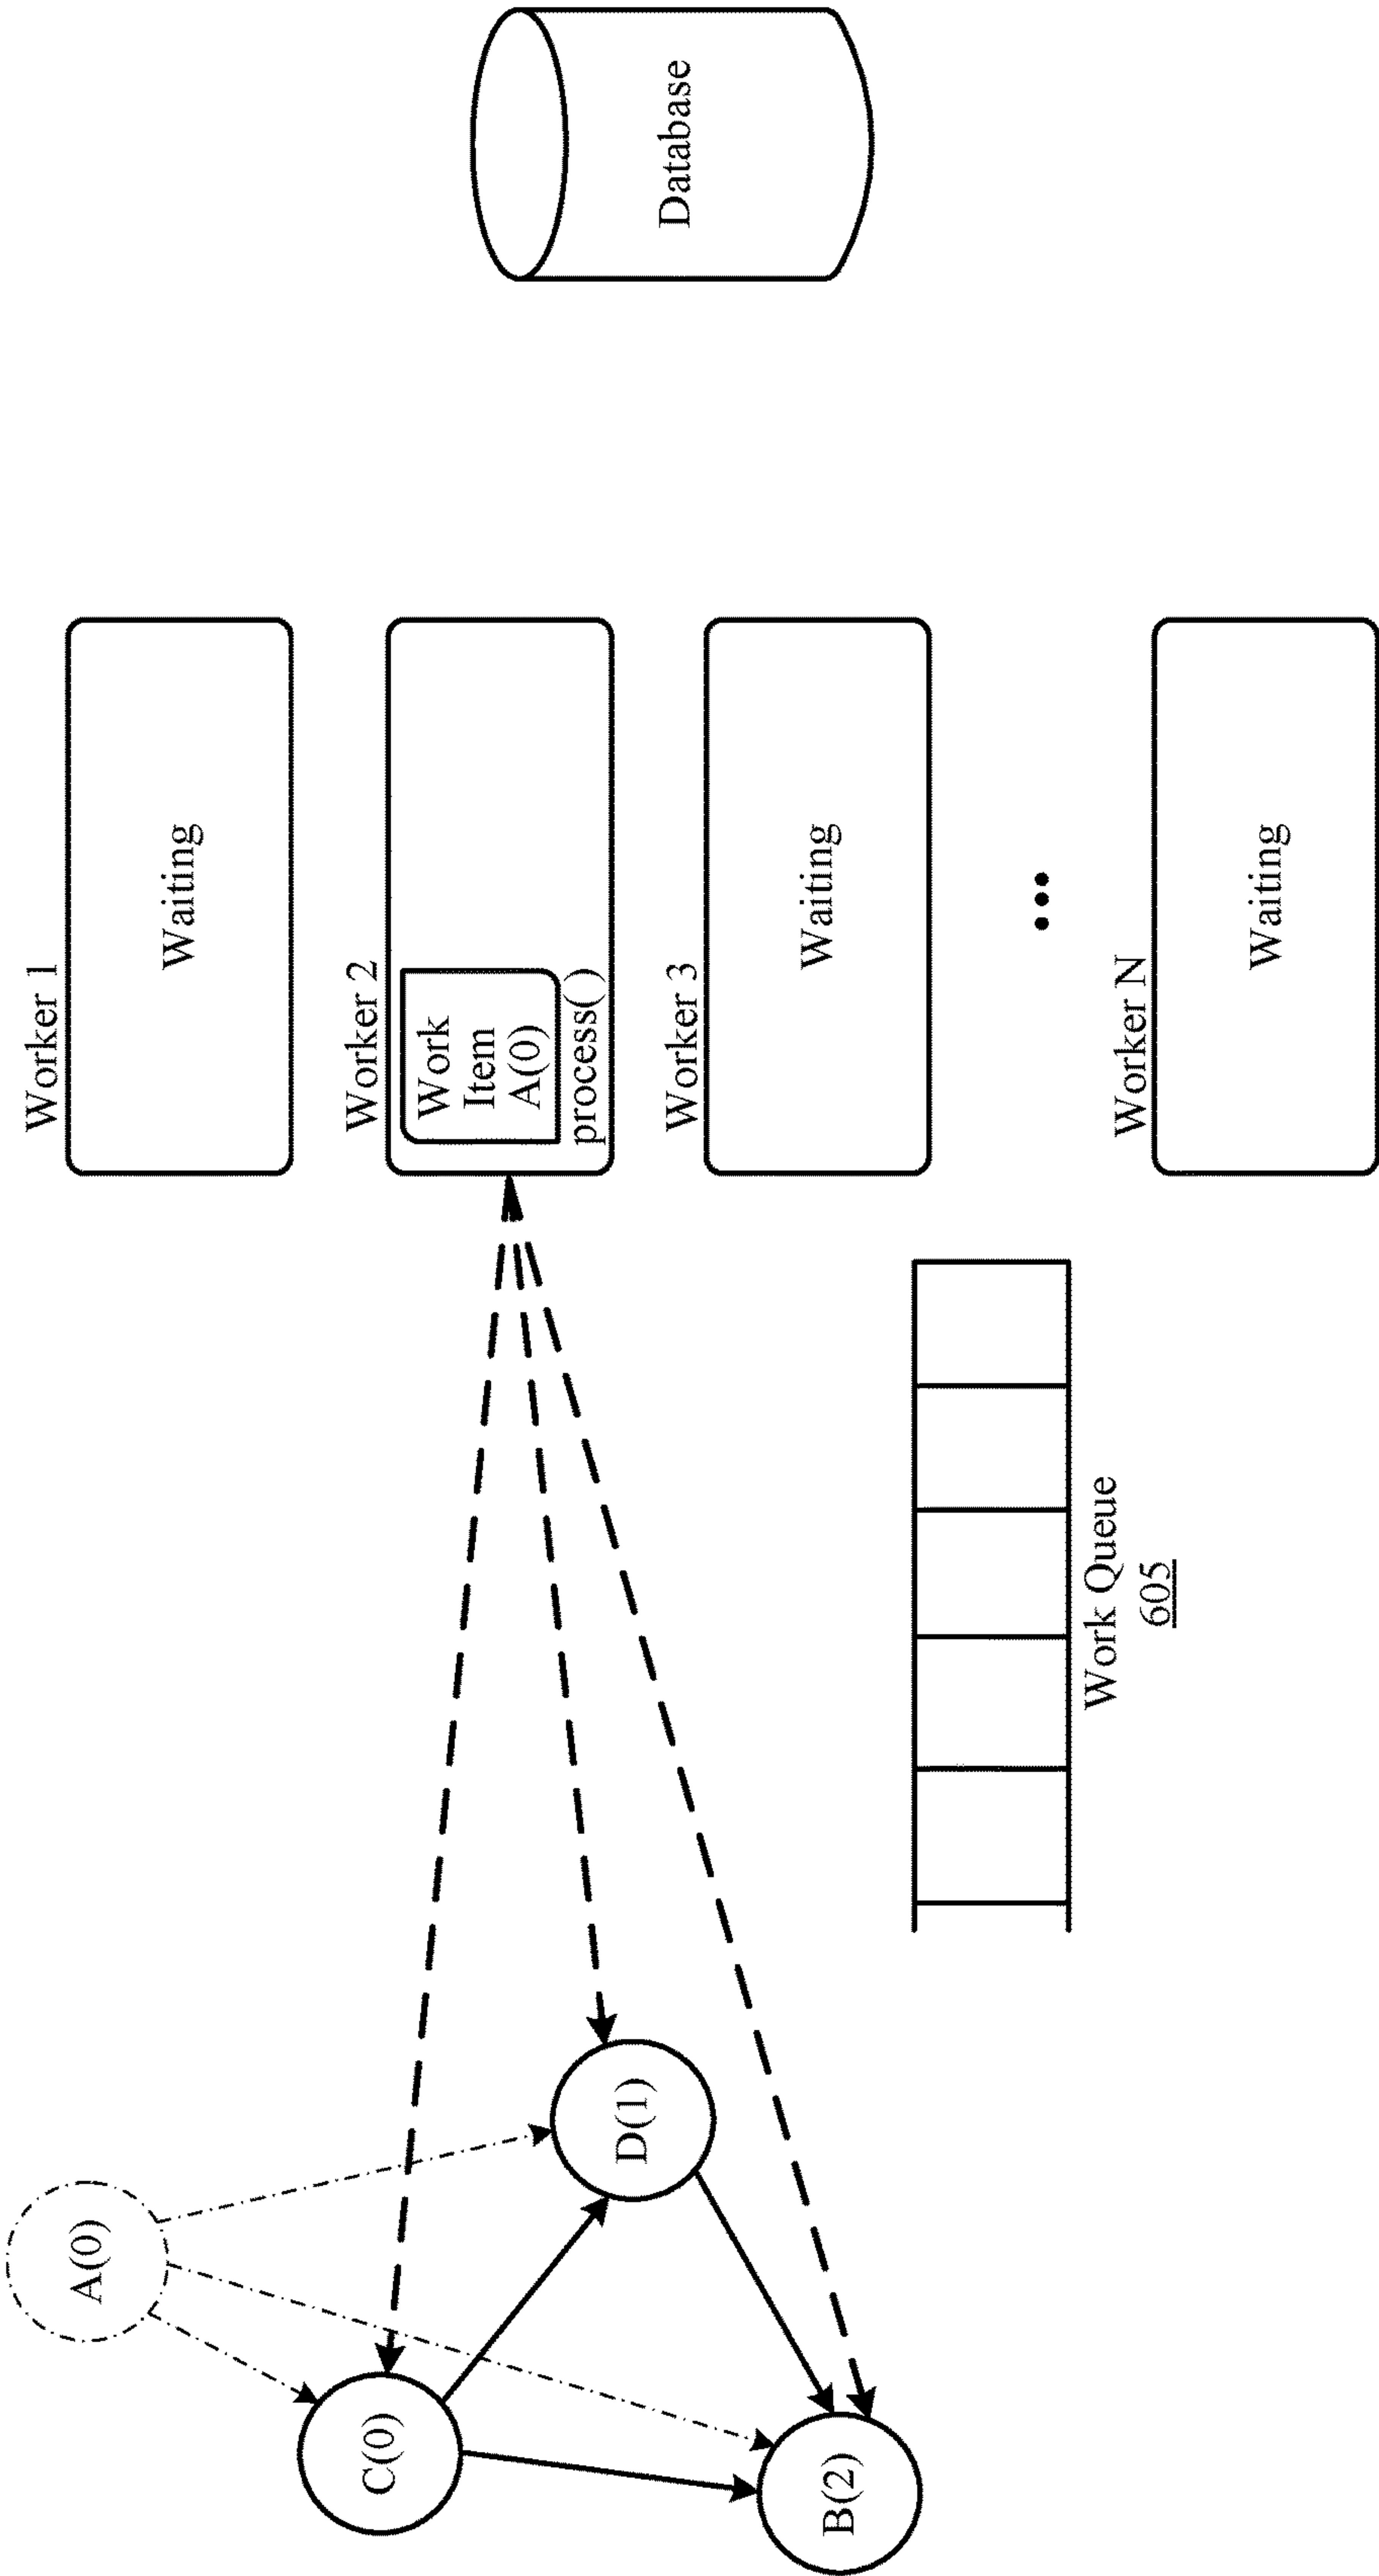 A(0)
C(0)
D(1)
B(2)
Work Queue
605
Worker 1
Waiting
Worker 2
Work
Item
A(0)
process( )
Worker 3
Waiting
•••
Worker N
Waiting
Database